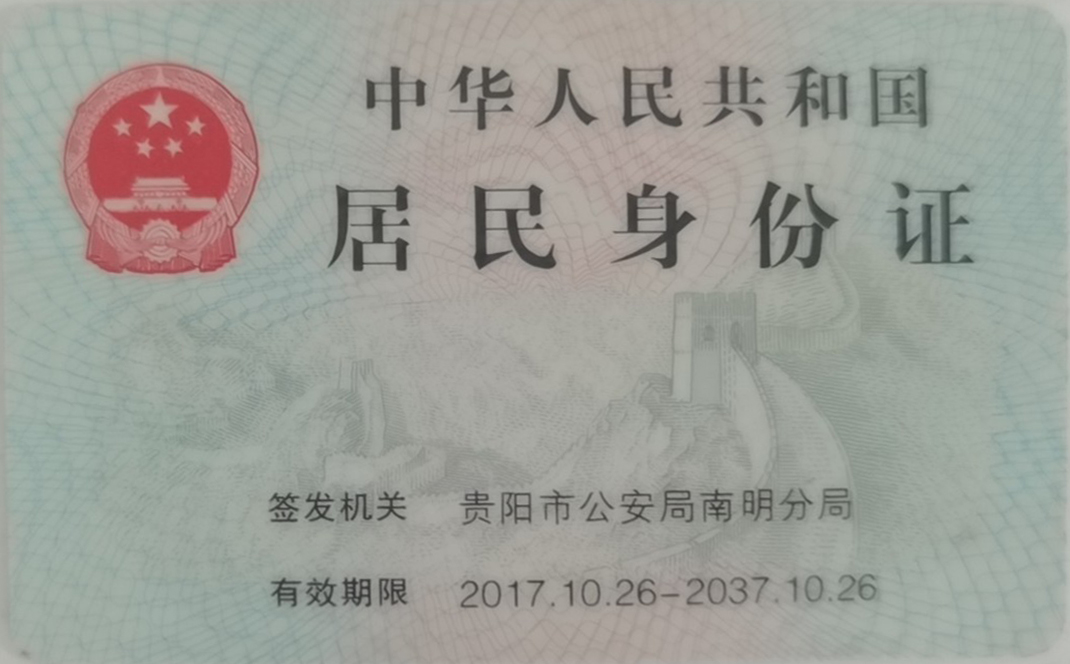 中华人民共和国
居民身份证
签发机关 贵阳市公安局南明分局
有效期限 2017.10.26-2037.10.26